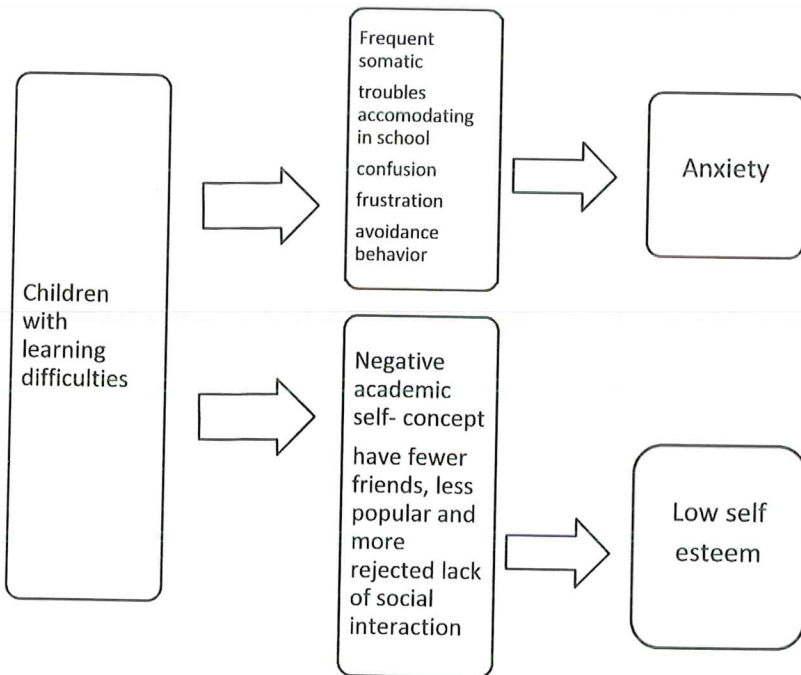 Children
with
learning
difficulties
Frequent
somatic
troubles
accomodating
in school
confusion
frustration
avoidance
behavior
Anxiety
Negative
academic
self- concept
have fewer
friends, less
popular and
more
rejected lack
of social
interaction
Low self
esteem